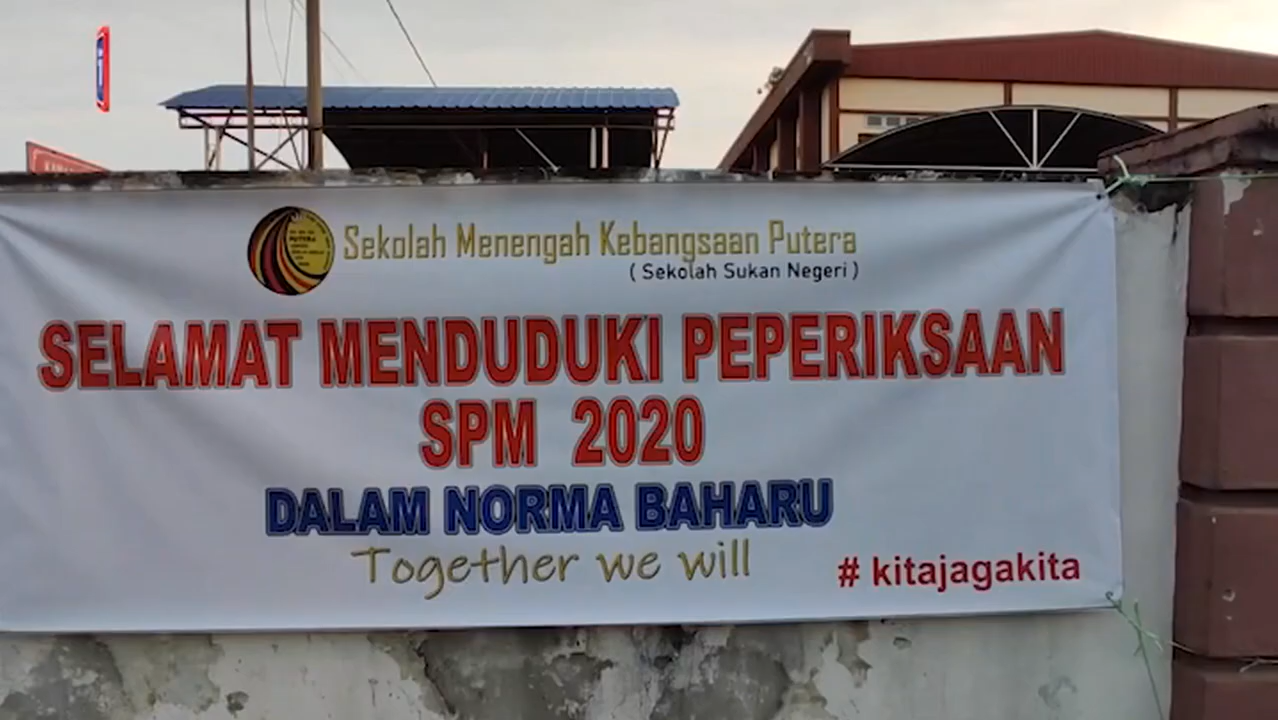 Sekolah Menengah Kebangsaan Putera
( Sekolah Sukan Negeri )
PUTERA
SELAMAT MENDUDUKI PEPERIKSAAN
SPM 2020
DALAM NORMA BAHARU
Together we will
# kitajagakita